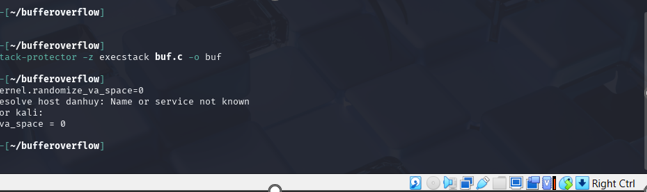 -[~/bufferoverflow]
-[~/bufferoverflow]
tack-protector -z execstack buf.c -o buf
-[~/bufferoverflow]
ernel.randomize_va_space=0
esolve host danhuy: Name or service not known
or kali:
va_space = 0
-[~/bufferoverflow]
Right Ctrl